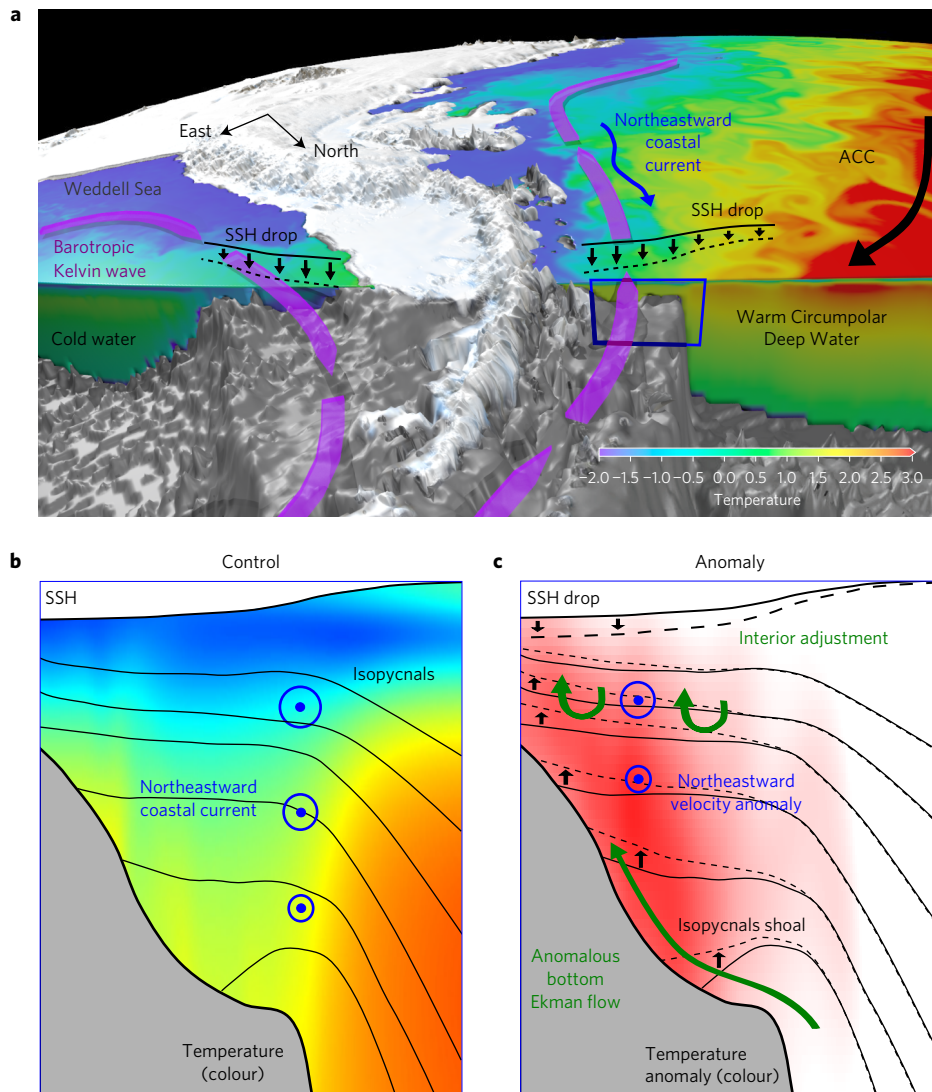 a
East
North
Northeastward
coastal
current
ACC
Weddell Sea
SSH drop
SSH drop
Barotropic
Kelvin wave
Cold water
Warm Circumpolar
Deep Water
−2.0 −1.5 −1.0 −0.5 0.0 0.5 1.0 1.5 2.0 2.5 3.0
Temperature
b
Control
SSH
Isopycnals
Northeastward
coastal current
Temperature
(colour)
c
Anomaly
SSH drop
Interior adjustment
Northeastward
velocity anomaly
Isopycnals shoal
Anomalous
bottom
Ekman flow
Temperature
anomaly (colour)